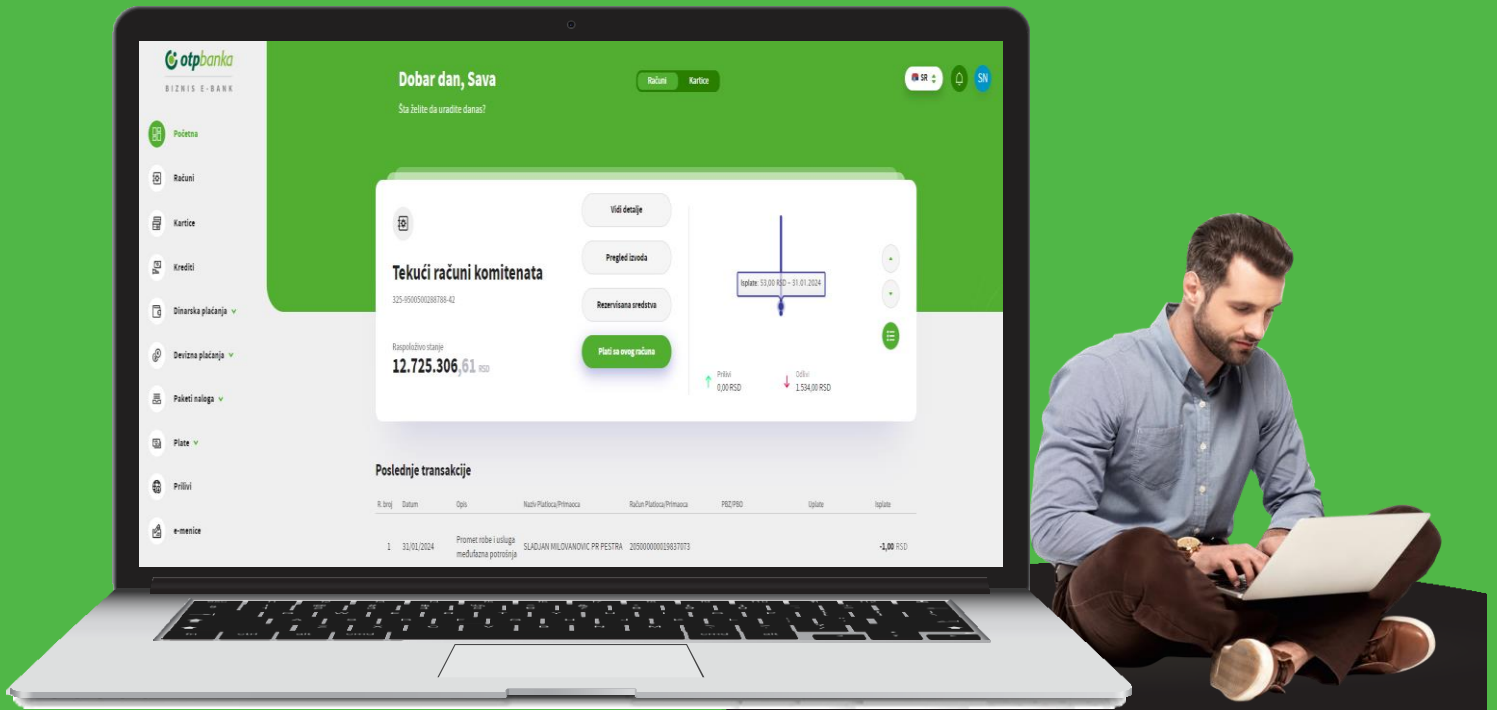 otpbanka
BIZNIS E-BANK
Početna
Računi
Kartice
Krediti
Dinarska plaćanja
Devizna plaćanja
Paketi naloga
Plate
Prilivi
e-menice
Dobar dan, Sava
Šta želite da uradite danas?
Računi Kartice
SR
SN
Tekući računi komitenata
325-9500500288788-42
Raspoloživo stanje
12.725.306,61 RSD
Vidi detalje
Pregled izvoda
Rezervisana sredstva
Plati sa ovog računa
Isplate: 53,00 RSD - 31.01.2024
Prilivi
0,00 RSD
Odlivi
1.534,00 RSD
Poslednje transakcije
R. broj Datum Opis Naziv Platioca/Primaoca Račun Platioca/Primaoca PBZ/PBO Uplate Isplate
1 31/01/2024 Promet robe i usluga međufazna potrošnja SLADJAN MILOVANOVIC PR PESTRA 205000000019837073 -1,00 RSD